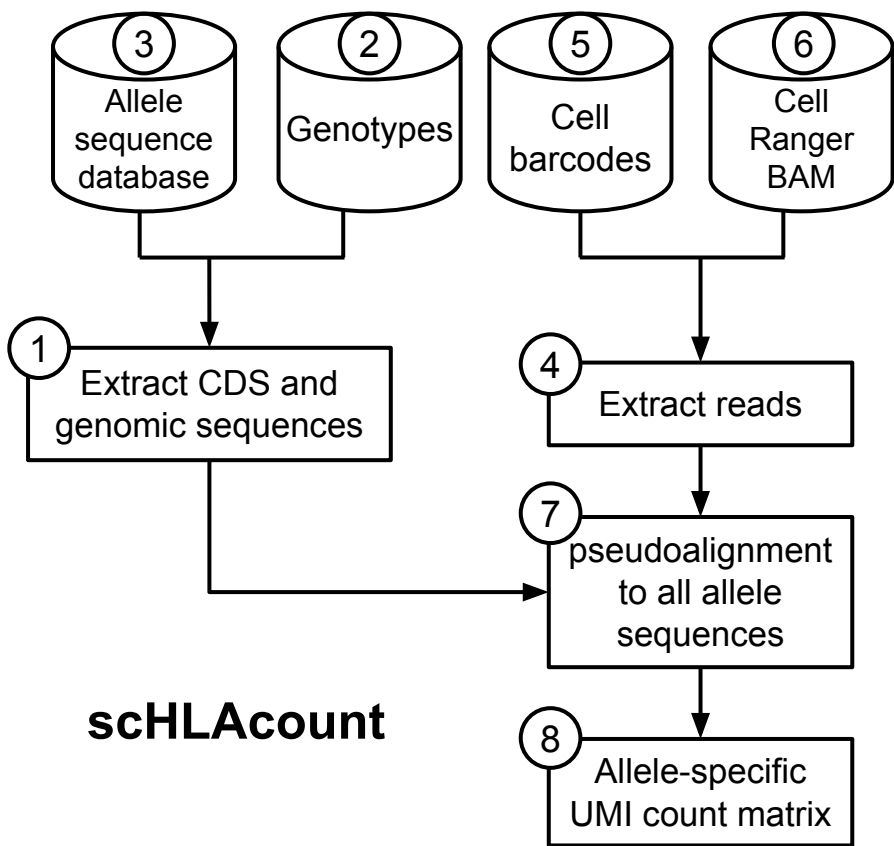 3
Allele
sequence
database
2
Genotypes
5
Cell
barcodes
6
Cell
Ranger
BAM
1
Extract CDS and
genomic sequences
4
Extract reads
7
pseudoalignment
to all allele
sequences
scHLAcount
8
Allele-specific
UMI count matrix